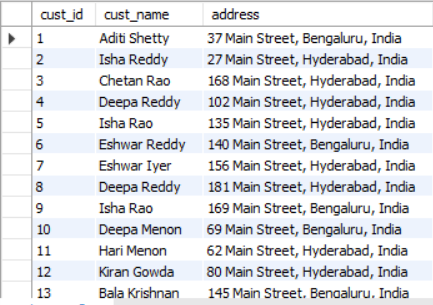 cust_id cust_name address
1 Aditi Shetty 37 Main Street, Bengaluru, India
2 Isha Reddy 27 Main Street, Hyderabad, India
3 Chetan Rao 168 Main Street, Hyderabad, India
4 Deepa Reddy 102 Main Street, Hyderabad, India
5 Isha Rao 135 Main Street, Hyderabad, India
6 Eshwar Reddy 140 Main Street, Bengaluru, India
7 Eshwar Iyer 156 Main Street, Hyderabad, India
8 Deepa Reddy 181 Main Street, Hyderabad, India
9 Isha Rao 169 Main Street, Bengaluru, India
10 Deepa Menon 69 Main Street, Bengaluru, India
11 Hari Menon 62 Main Street, Hyderabad, India
12 Kiran Gowda 80 Main Street, Hyderabad, India
13 Bala Krishnan 145 Main Street, Bengaluru, India